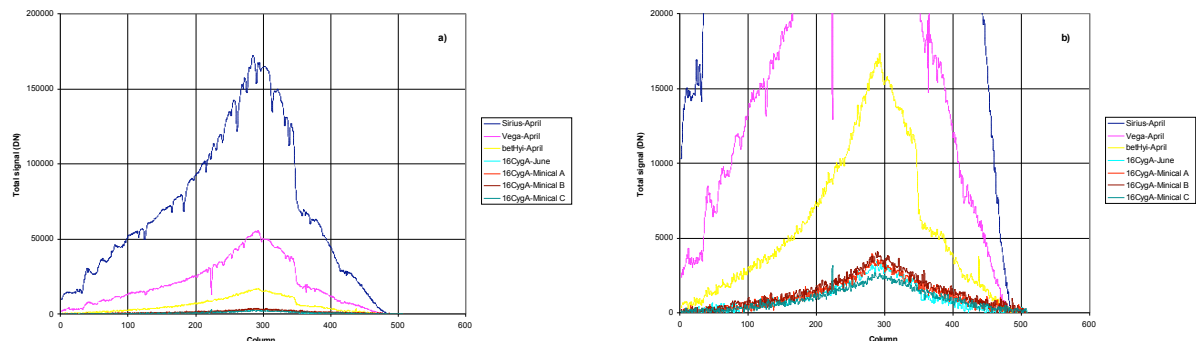 a)
200000
150000
100000
50000
0
Total signal (DN)
0 100 200 300 400 500 600
Column
Sirius-April
Vega-April
betHyi-April
16CygA-June
16CygA-Minical A
16CygA-Minical B
16CygA-Minical C
b)
20000
15000
10000
5000
0
Total signal (DN)
0 100 200 300 400 500 600
Column
Sirius-April
Vega-April
betHyi-April
16CygA-June
16CygA-Minical A
16CygA-Minical B
16CygA-Minical C